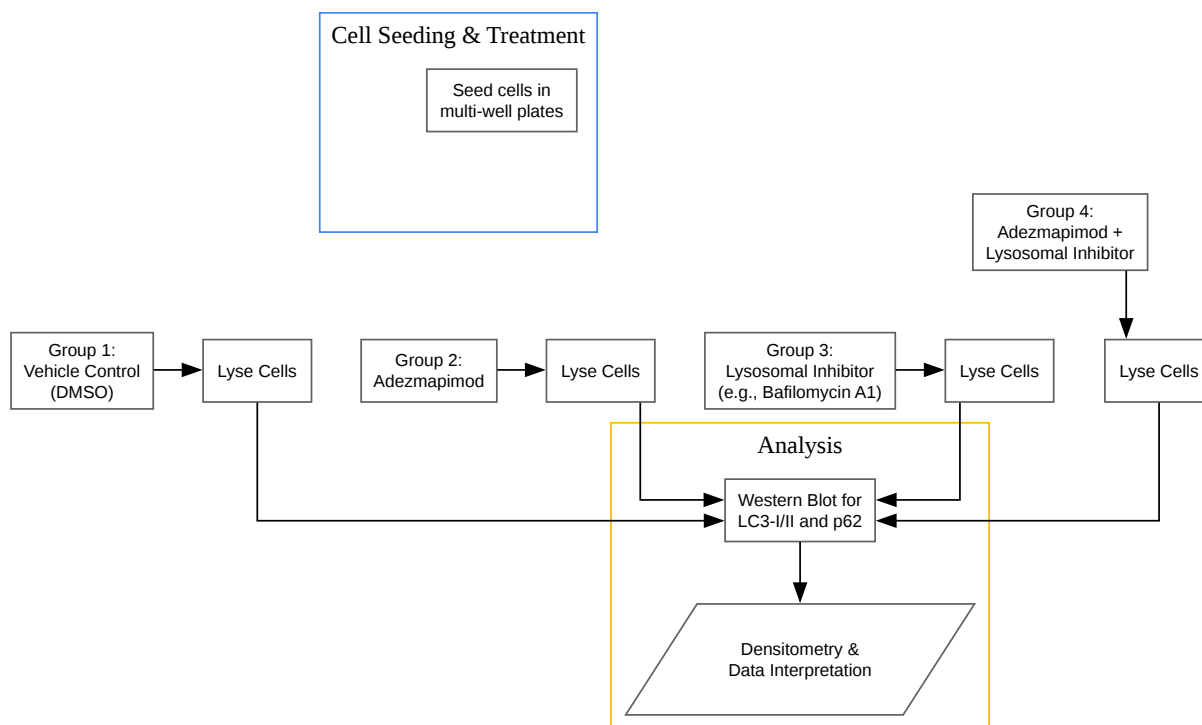 Cell Seeding & Treatment
Seed cells in
multi-well plates
Group 4:
Adezmapimod +
Lysosomal Inhibitor
Group 1:
Vehicle Control
(DMSO)
Lyse Cells
Group 2:
Adezmapimod
Lyse Cells
Group 3:
Lysosomal Inhibitor
(e.g., Bafilomycin A1)
Lyse Cells
Lyse Cells
Analysis
Western Blot for
LC3-I/II and p62
Densitometry &
Data Interpretation